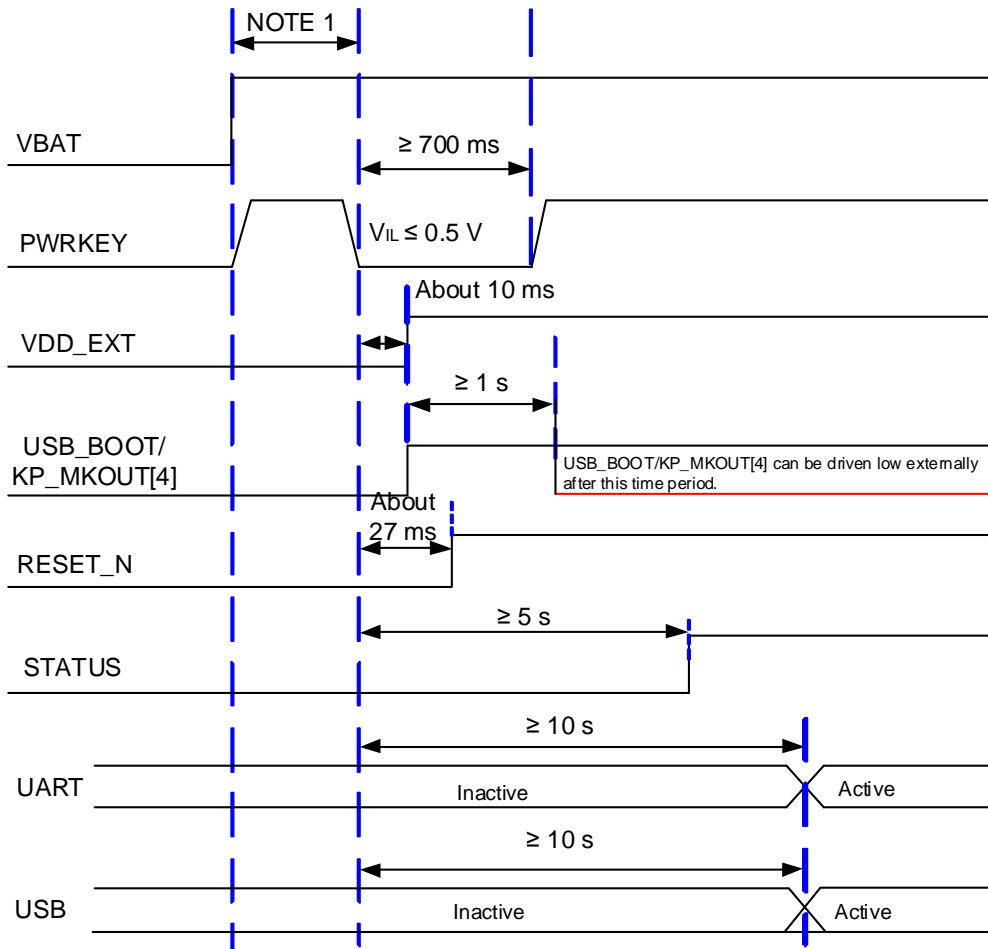 NOTE 1
VBAT
≥ 700 ms
PWRKEY
VIL ≤ 0.5 V
About 10 ms
VDD_EXT
≥ 1 s
USB_BOOT/
KP_MKOUT[4]
USB_BOOT/KP_MKOUT[4] can be driven low externally
after this time period.
About
27 ms
RESET_N
≥ 5 s
STATUS
≥ 10 s
UART
Inactive
Active
≥ 10 s
USB
Inactive
Active